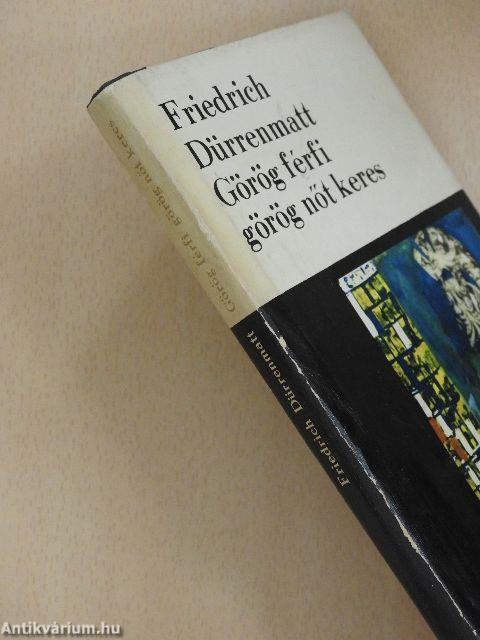 Friedrich
Dürrenmatt
Görög férfi
görög nőt keres
Görög férfi görög nőt keres
Friedrich Dürrenmatt
Antikvárium.hu